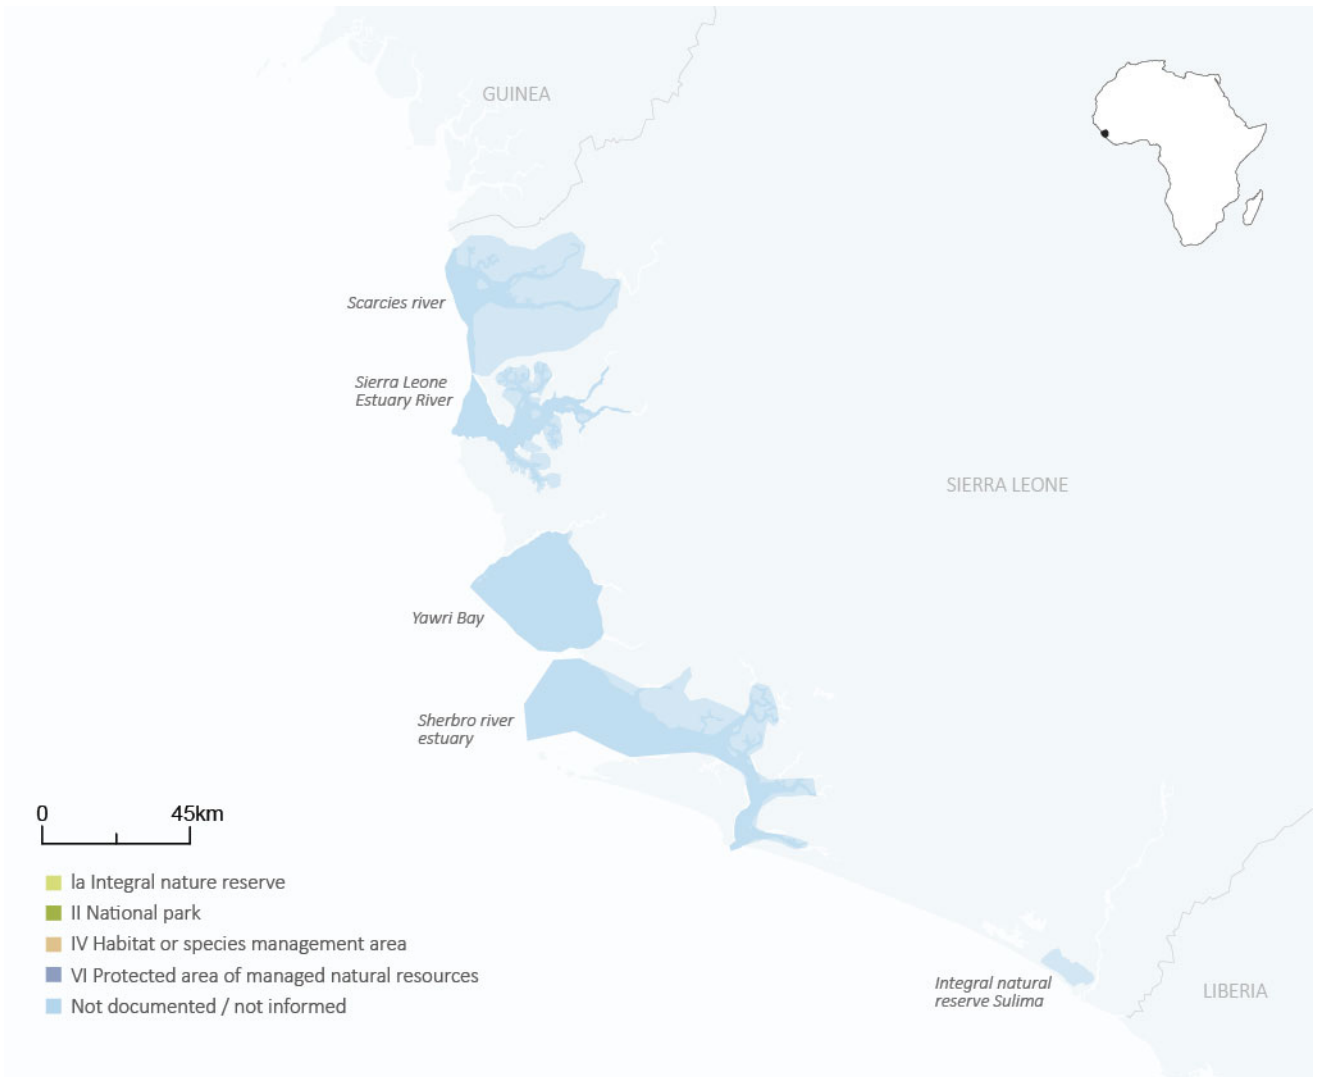 GUINEA
Scarcies river
Sierra Leone
Estuary River
SIERRA LEONE
Yawri Bay
Sherbro river
estuary
0 45km
la Integral nature reserve
II National park
IV Habitat or species management area
VI Protected area of managed natural resources
Not documented / not informed
Integral natural
reserve Sulima
LIBERIA